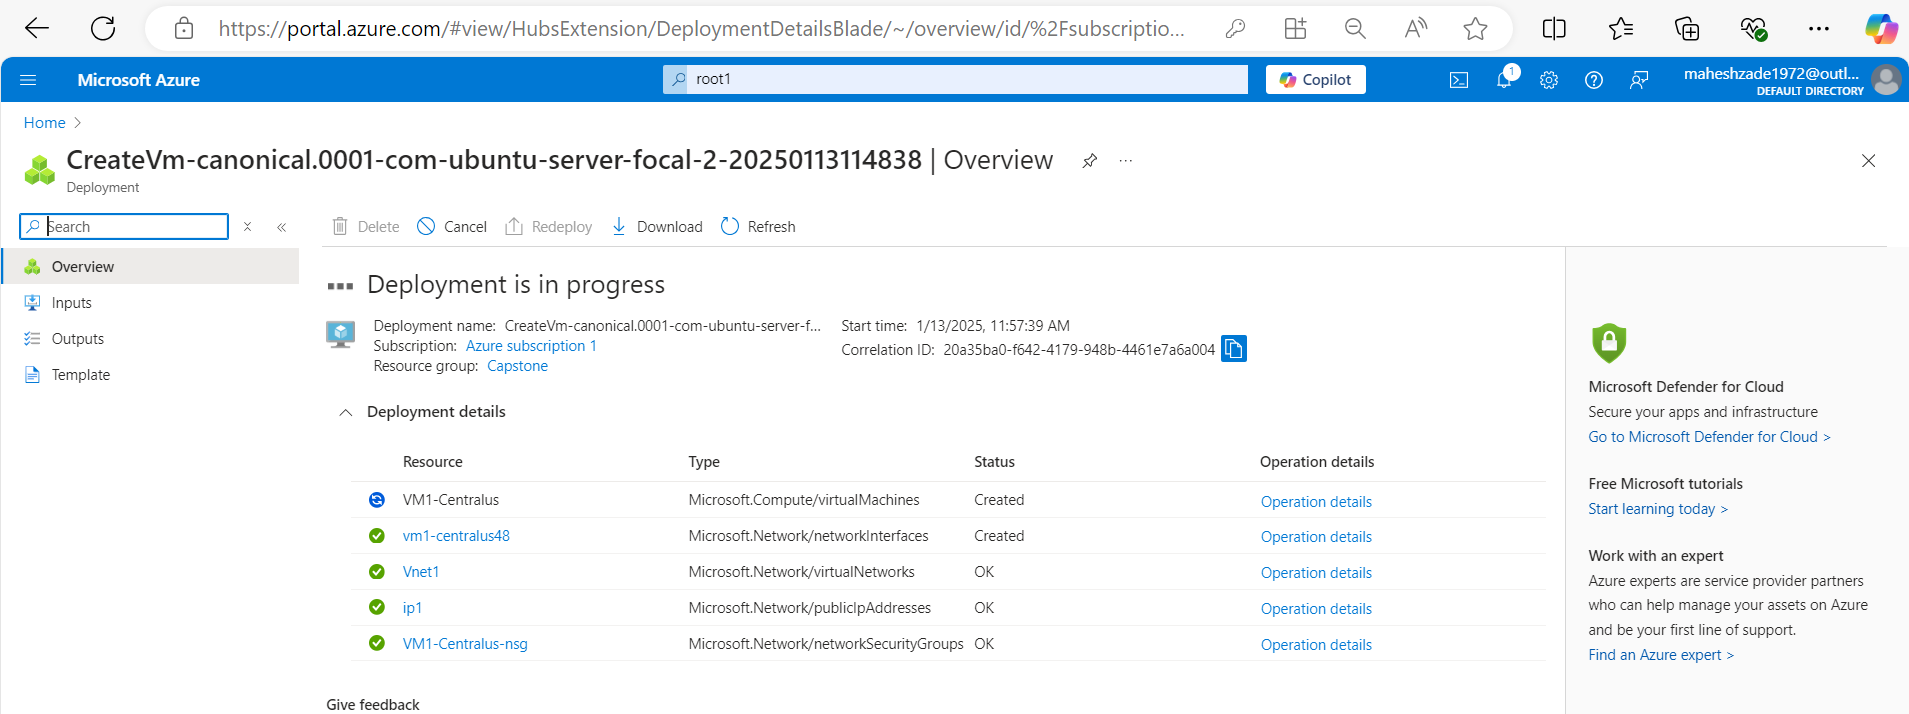 https://portal.azure.com/#view/HubsExtension/DeploymentDetailsBlade/~/overview/id/%2Fsubscriptio...
Microsoft Azure
root1
Copilot
1
maheshzade1972@outl...
DEFAULT DIRECTORY
Home
CreateVm-canonical.0001-com-ubuntu-server-focal-2-20250113114838 | Overview
Deployment
Search
Delete Cancel Redeploy Download Refresh
Overview
Inputs
Outputs
Template
Deployment is in progress
Deployment name: CreateVm-canonical.0001-com-ubuntu-server-f...
Subscription: Azure subscription 1
Resource group: Capstone
Start time: 1/13/2025, 11:57:39 AM
Correlation ID: 20a35ba0-f642-4179-948b-4461e7a6a004
Deployment details
Resource Type Status Operation details
VM1-Centralus Microsoft.Compute/virtualMachines Created Operation details
vm1-centralus48 Microsoft.Network/networkInterfaces Created Operation details
Vnet1 Microsoft.Network/virtualNetworks OK Operation details
ip1 Microsoft.Network/publicIpAddresses OK Operation details
VM1-Centralus-nsg Microsoft.Network/networkSecurityGroups OK Operation details
Give feedback
Microsoft Defender for Cloud
Secure your apps and infrastructure
Go to Microsoft Defender for Cloud >
Free Microsoft tutorials
Start learning today >
Work with an expert
Azure experts are service provider partners
who can help manage your assets on Azure
and be your first line of support.
Find an Azure expert >